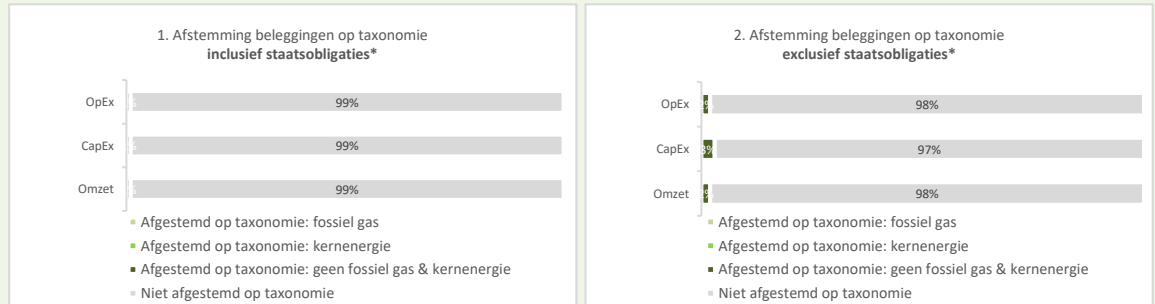 1. Afstemming beleggingen op taxonomie
inclusief staatsobligaties*
OpEx
99%
CapEx
99%
Omzet
99%
Afgestemd op taxonomie: fossiel gas
Afgestemd op taxonomie: kernenergie
Afgestemd op taxonomie: geen fossiel gas & kernenergie
Niet afgestemd op taxonomie
2. Afstemming beleggingen op taxonomie
exclusief staatsobligaties*
OpEx
98%
CapEx
3% 97%
Omzet
98%
Afgestemd op taxonomie: fossiel gas
Afgestemd op taxonomie: kernenergie
Afgestemd op taxonomie: geen fossiel gas & kernenergie
Niet afgestemd op taxonomie